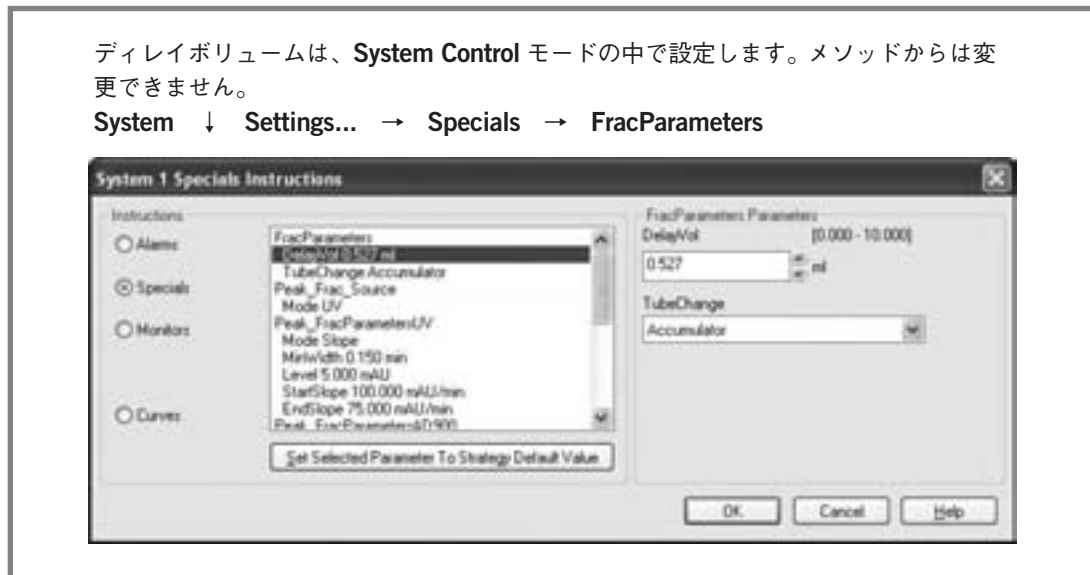 ディレイボリュームは、System Control モードの中で設定します。メソッドからは変
更できません。
System ↓ Settings... → Specials → FracParameters
System 1 Specials Instructions
Instructions
Alarms
Specials
Monitors
Curves
FracParameters
DelayVol 0.527 ml
TubeChange Accumulator
Peak_Frac_Source
Mode UV
Peak_FracParametersUV
Mode Slope
MinWidth 0.150 min
Level 5.000 mAU
StartSlope 100.000 mAU/min
EndSlope 75.000 mAU/min
Peak_FracParametersAD900
Set Selected Parameter To Strategy Default Value
FracParameters Parameters
DelayVol [0.000 - 10.000]
0.527 ml
TubeChange
Accumulator
OK
Cancel
Help